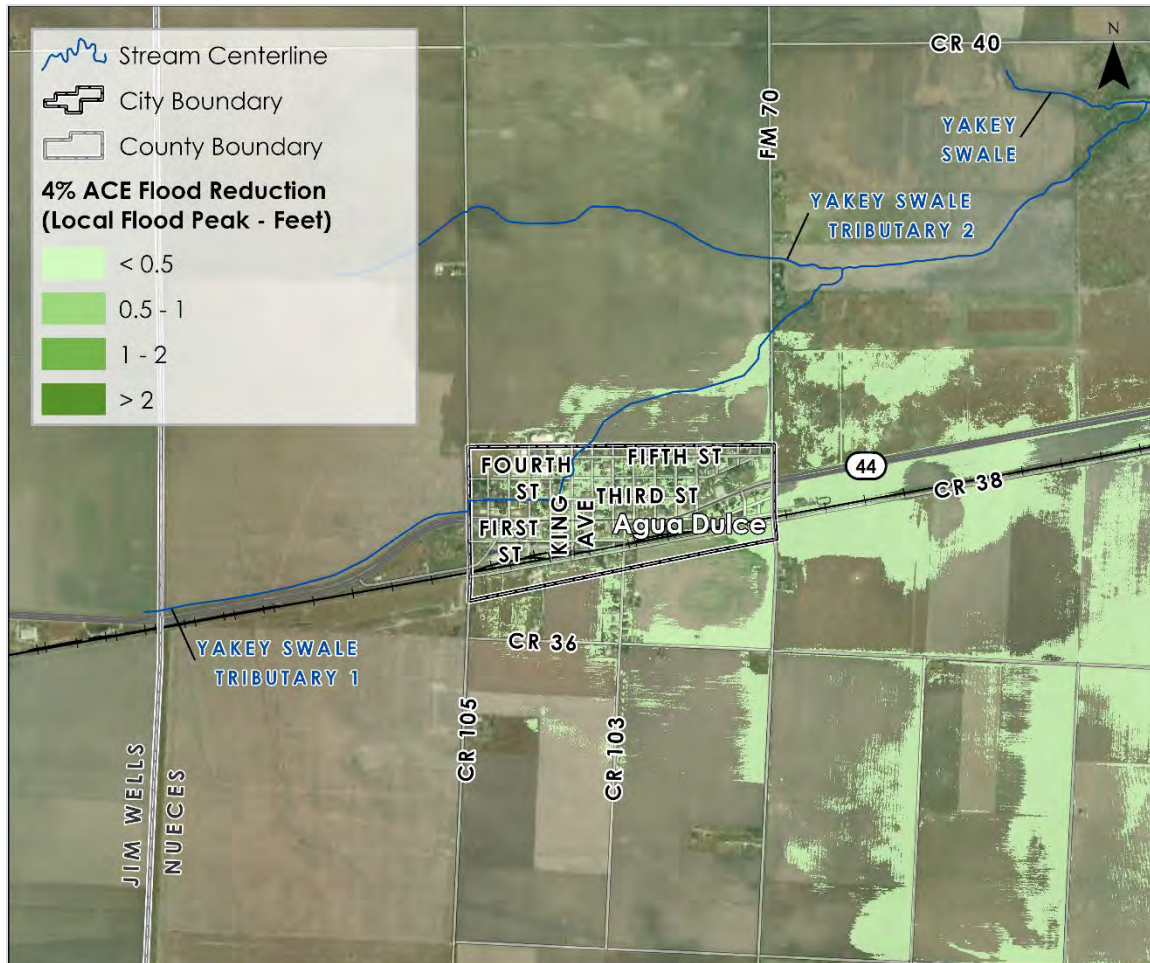 Stream Centerline
City Boundary
County Boundary
4% ACE Flood Reduction
(Local Flood Peak - Feet)
< 0.5
0.5 - 1
1 - 2
> 2
N
CR 40
FM 70
YAKEY
SWALE
YAKEY SWALE
TRIBUTARY 2
FOURTH
ST
FIFTH ST
THIRD ST
KING
AVE
FIRST
ST
Agua Dulce
44
CR 38
CR 36
YAKEY SWALE
TRIBUTARY 1
CR 105
CR 103
JIM WELLS
NUECES